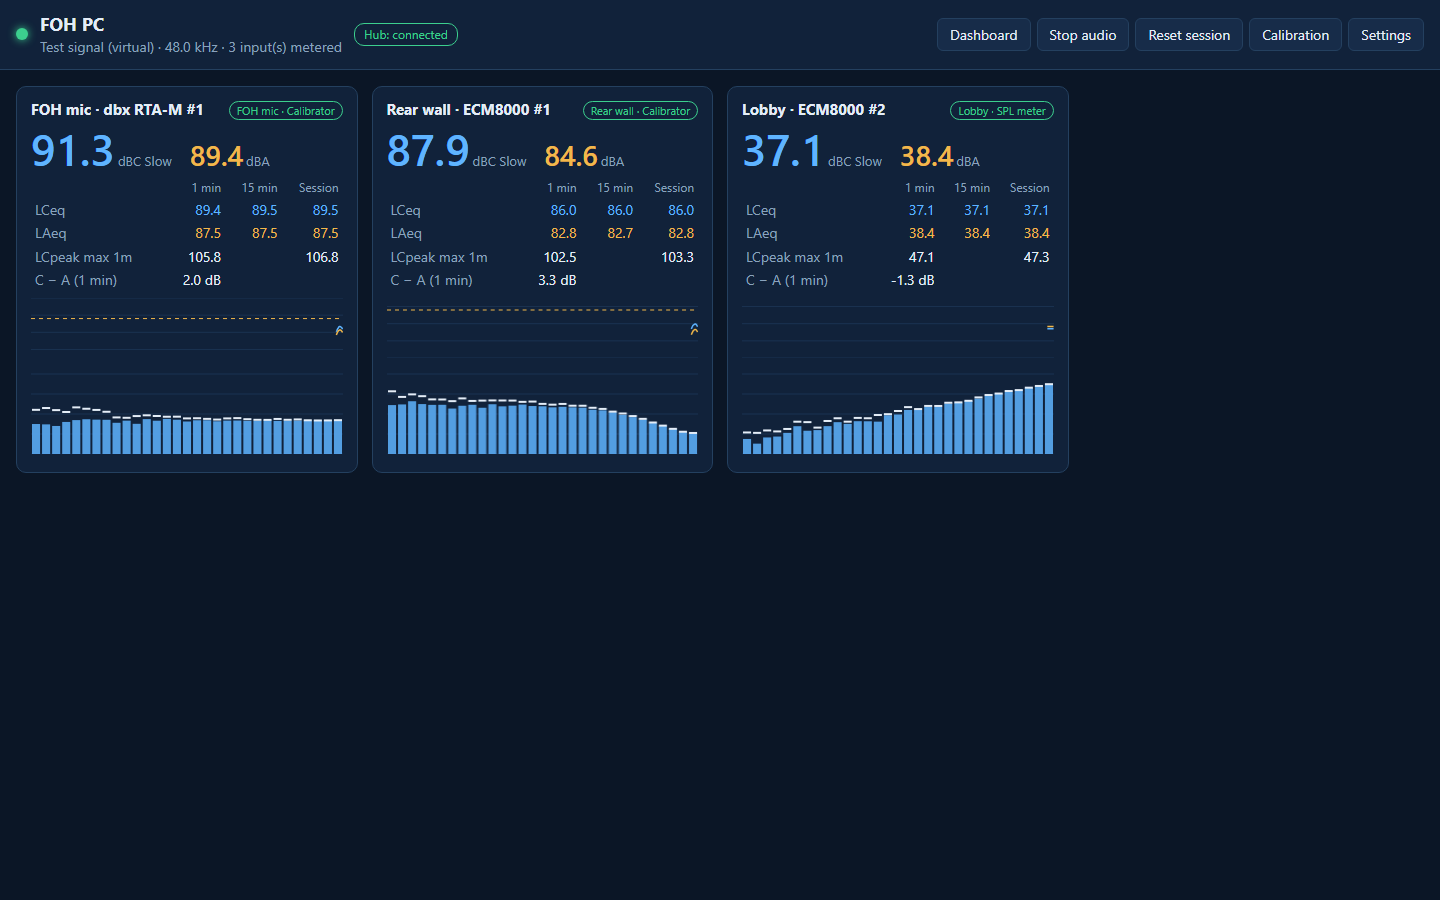 FOH PC
Test signal (virtual) · 48.0 kHz · 3 input(s) metered
Hub: connected
Dashboard
Stop audio
Reset session
Calibration
Settings
FOH mic · dbx RTA-M #1
FOH mic · Calibrator
91.3 dBC Slow 89.4 dBA
1 min 15 min Session
LCeq 89.4 89.5 89.5
LAeq 87.5 87.5 87.5
LCpeak max 1m 105.8 106.8
C − A (1 min) 2.0 dB
Rear wall · ECM8000 #1
Rear wall · Calibrator
87.9 dBC Slow 84.6 dBA
1 min 15 min Session
LCeq 86.0 86.0 86.0
LAeq 82.8 82.7 82.8
LCpeak max 1m 102.5 103.3
C − A (1 min) 3.3 dB
Lobby · ECM8000 #2
Lobby · SPL meter
37.1 dBC Slow 38.4 dBA
1 min 15 min Session
LCeq 37.1 37.1 37.1
LAeq 38.4 38.4 38.4
LCpeak max 1m 47.1 47.3
C − A (1 min) -1.3 dB